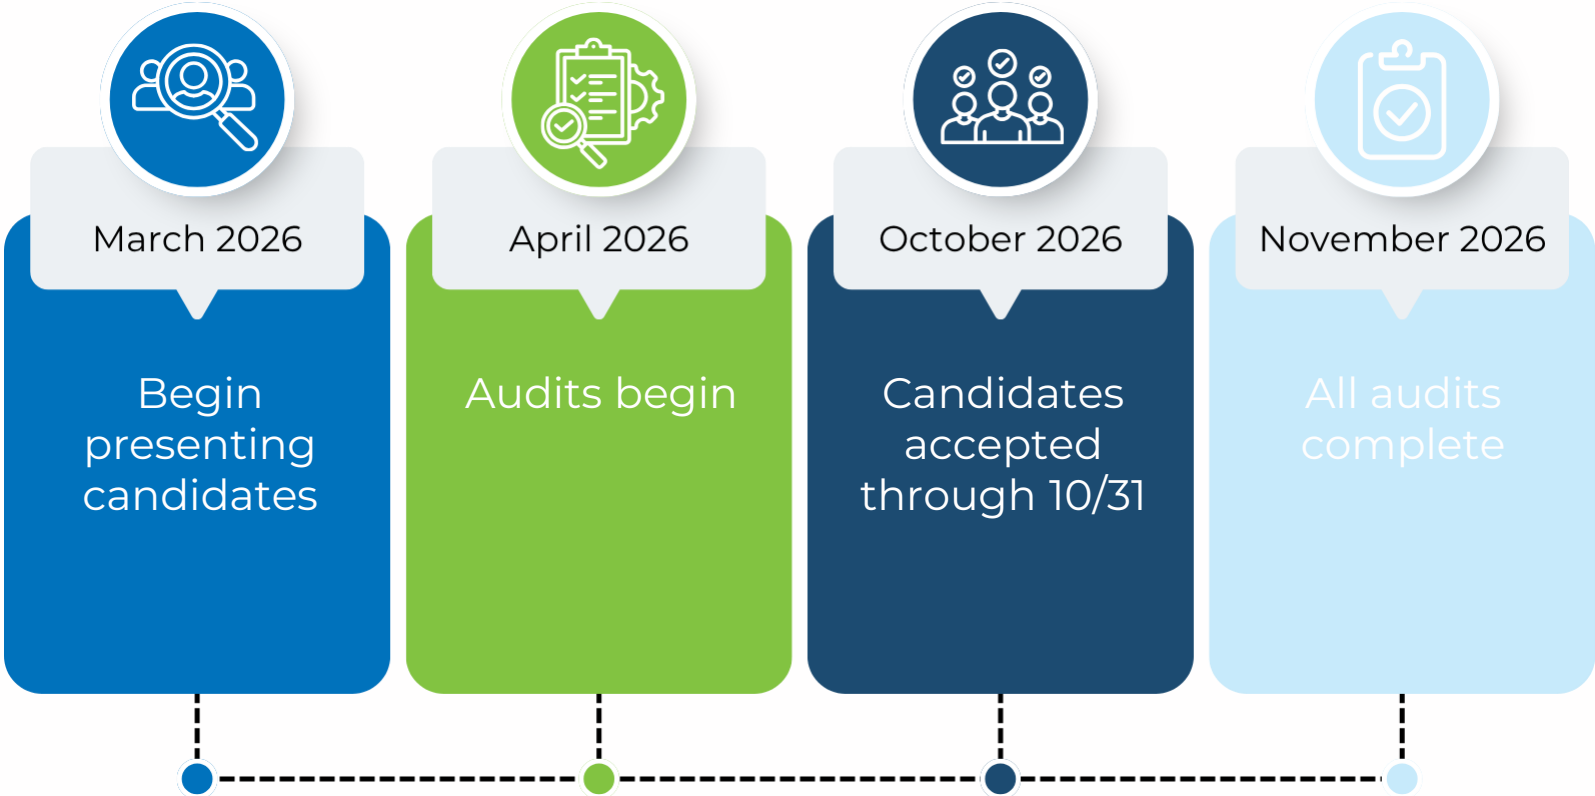 March 2026
Begin
presenting
candidates
April 2026
Audits begin
October 2026
Candidates
accepted
through 10/31
November 2026
All audits
complete